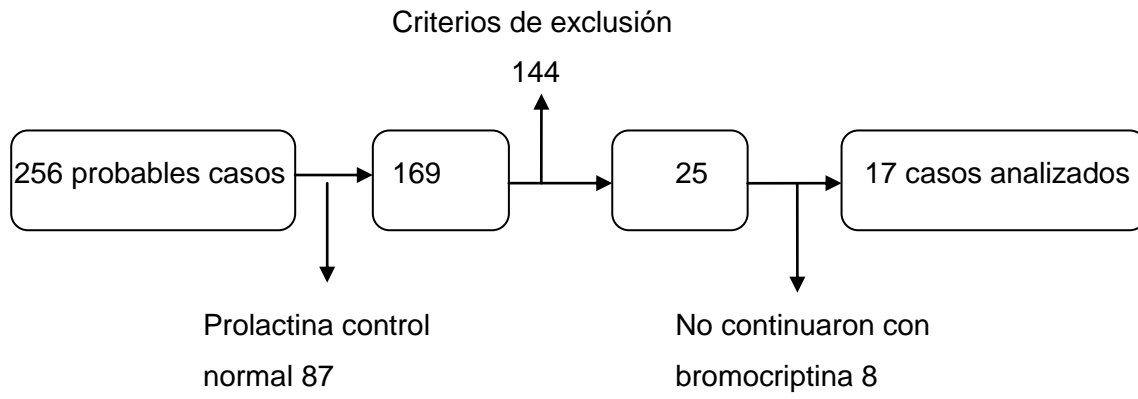 Criterios de exclusión
144
256 probables casos
169
25
17 casos analizados
Prolactina control
normal 87
No continuaron con
bromocriptina 8